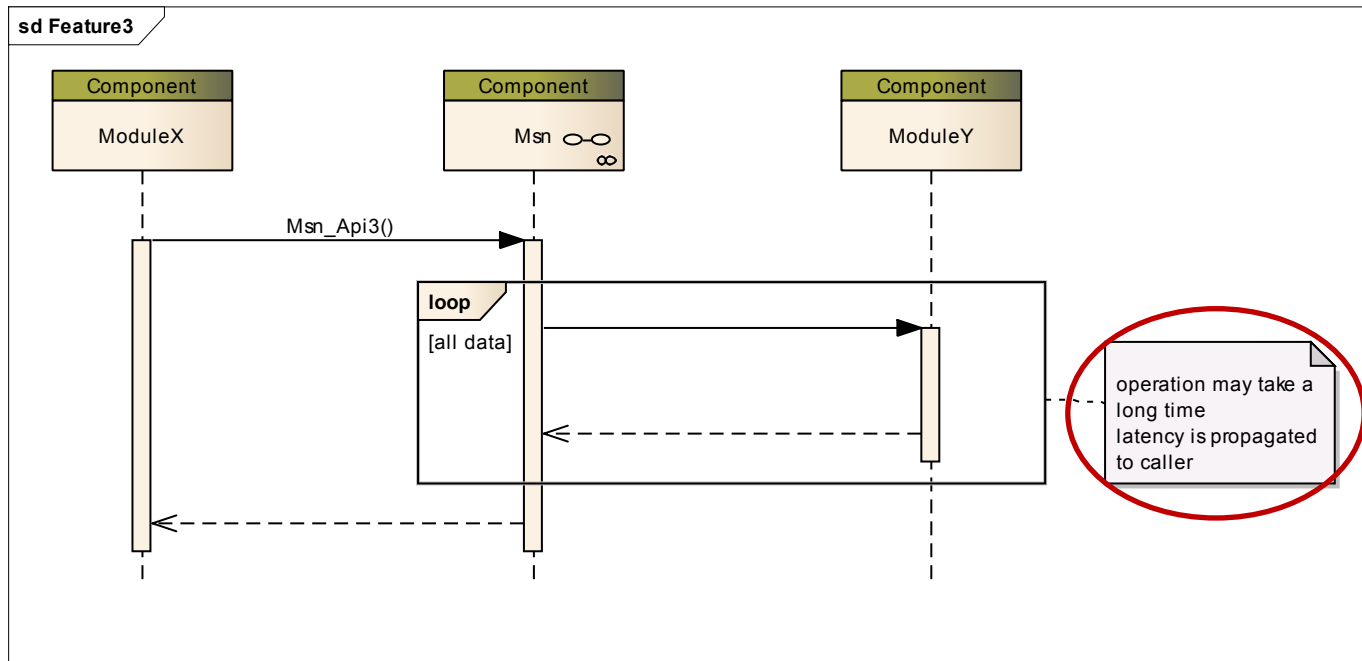 sd Feature3
Component
ModuleX
Component
Msn
Component
ModuleY
Msn_Api3()
loop
[all data]
operation may take a
long time
latency is propagated
to caller